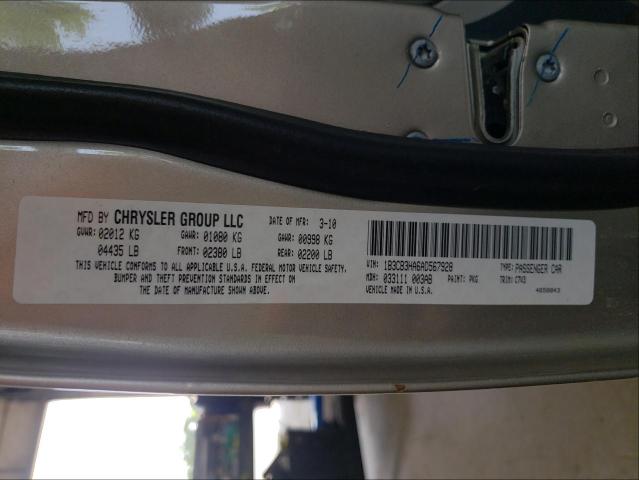 MFD BY CHRYSLER GROUP LLC DATE OF MFR: 3-10
GVWR: 02012 KG GAWR: 01080 KG GAWR: 00998 KG
04435 LB FRONT: 02380 LB REAR: 02200 LB
THIS VEHICLE CONFORMS TO ALL APPLICABLE U.S.A. FEDERAL MOTOR VEHICLE SAFETY,
BUMPER AND THEFT PREVENTION STANDARDS IN EFFECT ON
THE DATE OF MANUFACTURE SHOWN ABOVE.
VIN: 1B3CB3HA6AD567928 TYPE: PASSENGER CAR
MDH: 033111 003AB PAINT: PKG TRIM: C7V3
VEHICLE MADE IN U.S.A. 4658043